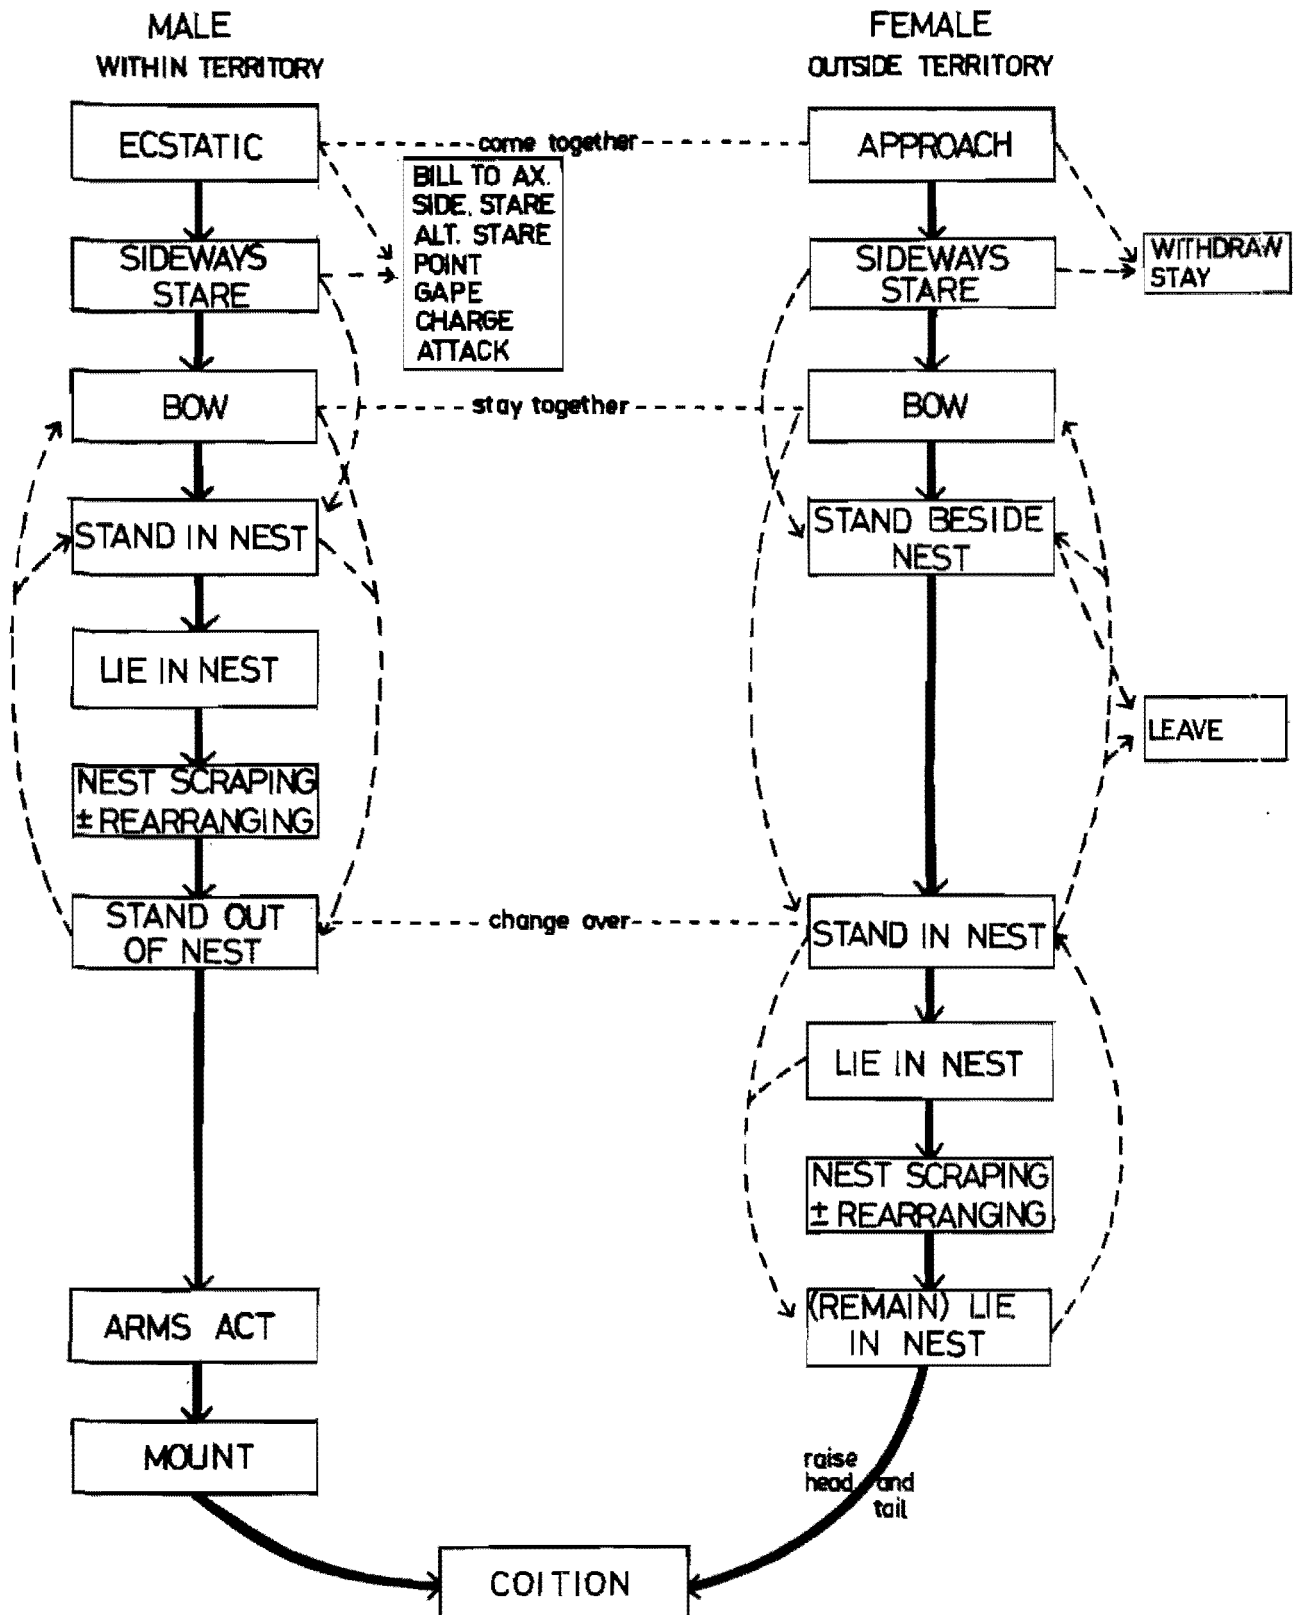 MALE
WITHIN TERRITORY
FEMALE
OUTSIDE TERRITORY
ECSTATIC
come together
APPROACH
BILL TO AX.
SIDE. STARE
ALT. STARE
POINT
GAPE
CHARGE
ATTACK
SIDEWAYS
STARE
SIDEWAYS
STARE
WITHDRAW
STAY
BOW
stay together
BOW
STAND IN NEST
STAND BESIDE
NEST
LIE IN NEST
LEAVE
NEST SCRAPING
± REARRANGING
STAND OUT
OF NEST
change over
STAND IN NEST
LIE IN NEST
NEST SCRAPING
± REARRANGING
ARMS ACT
(REMAIN) LIE
IN NEST
MOUNT
raise
head and
tail
COITION